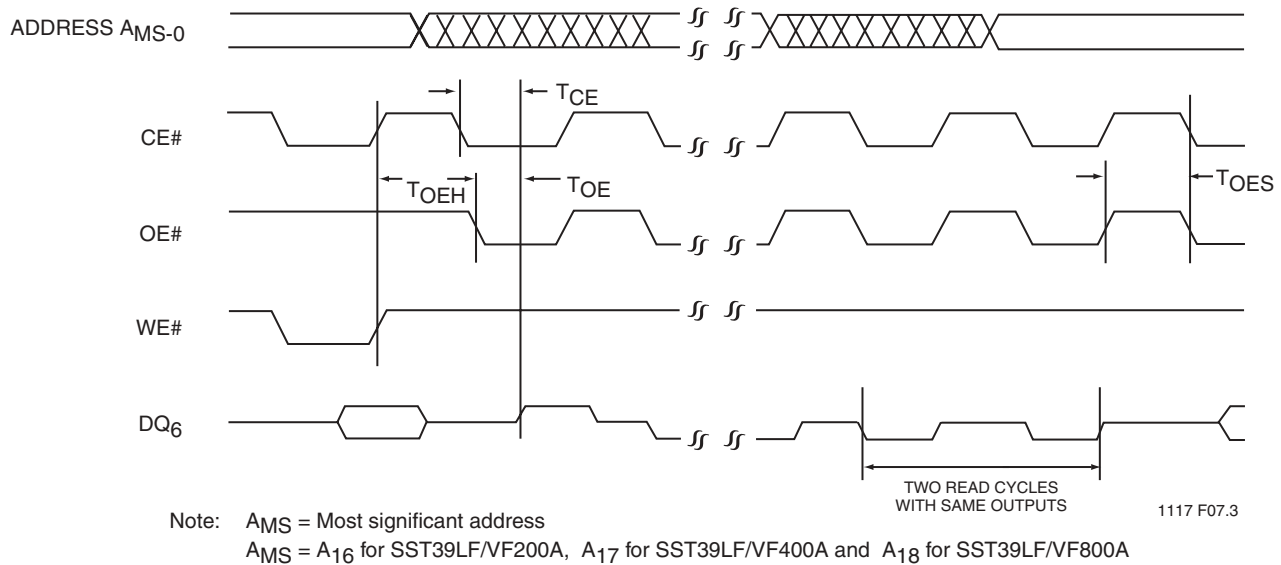 ADDRESS AMS-0
TCE
CE#
TOEH
TOE
TOES
OE#
WE#
DQ6
TWO READ CYCLES
WITH SAME OUTPUTS
1117 F07.3
Note: AMS = Most significant address
AMS = A16 for SST39LF/VF200A, A17 for SST39LF/VF400A and A18 for SST39LF/VF800A